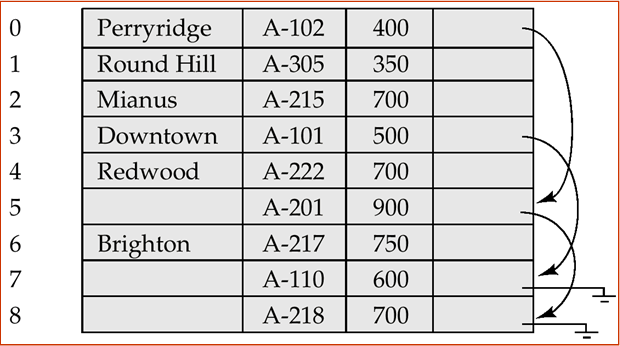 0 Perryridge A-102 400
1 Round Hill A-305 350
2 Mianus A-215 700
3 Downtown A-101 500
4 Redwood A-222 700
5 A-201 900
6 Brighton A-217 750
7 A-110 600
8 A-218 700